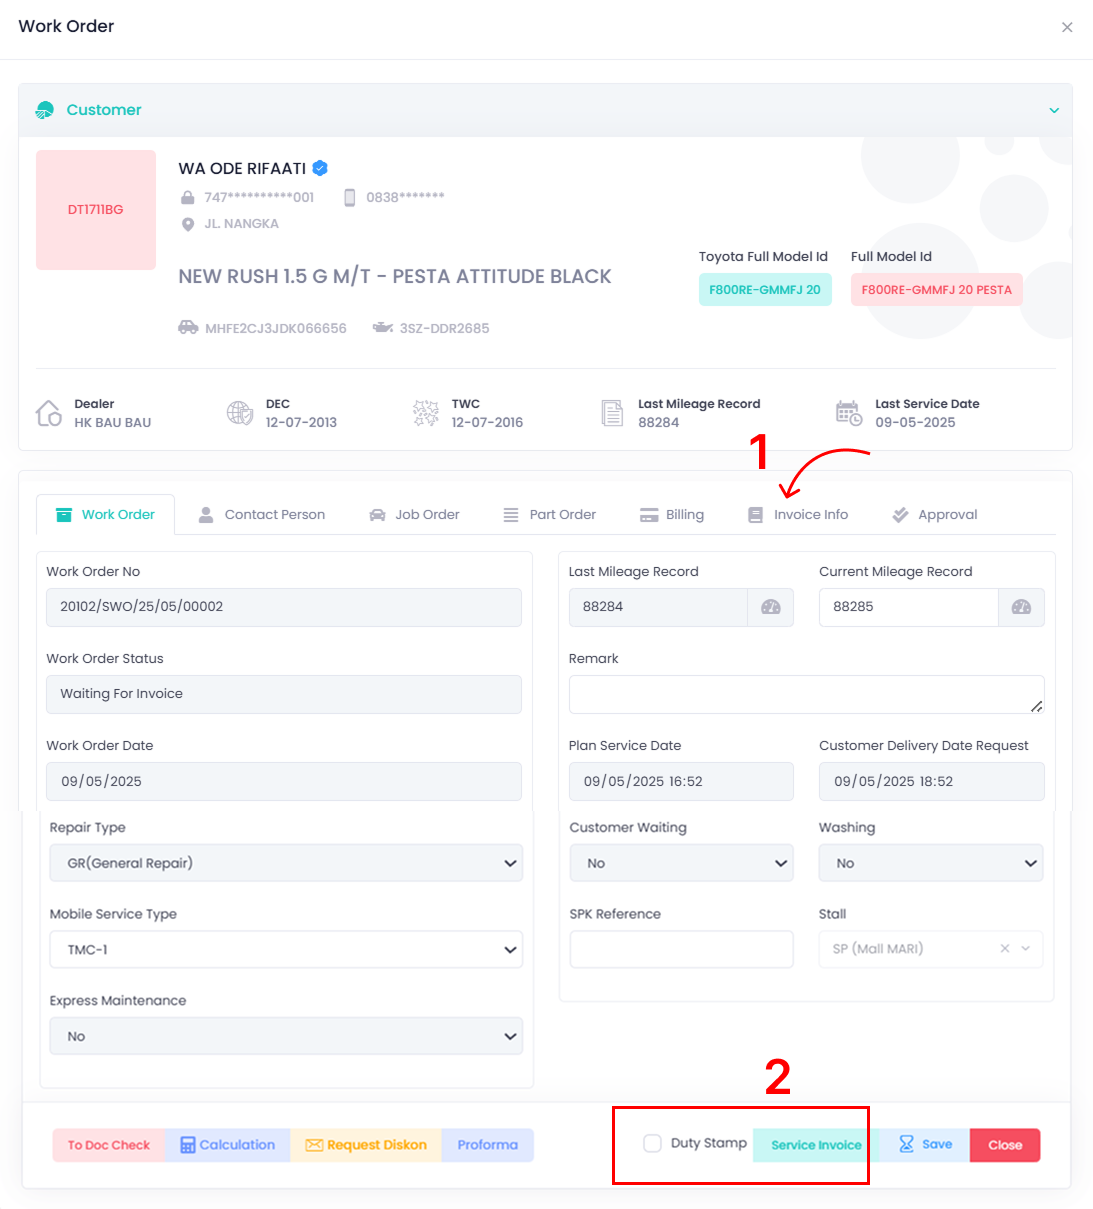 Work Order
Customer
DT1711BG
WA ODE RIFAATI
747**********001 0838*******
JL. NANGKA
NEW RUSH 1.5 G M/T - PESTA ATTITUDE BLACK
Toyota Full Model Id Full Model Id
F800RE-GMMFJ 20 F800RE-GMMFJ 20 PESTA
MHFE2CJ3JDK066656 3SZ-DDR2685
Dealer DEC TWC Last Mileage Record Last Service Date
HK BAU BAU 12-07-2013 12-07-2016 88284 09-05-2025
1
Work Order Contact Person Job Order Part Order Billing Invoice Info Approval
Work Order No
20102/SWO/25/05/00002
Work Order Status
Waiting For Invoice
Work Order Date
09/05/2025
Repair Type
GR(General Repair)
Mobile Service Type
TMC-1
Express Maintenance
No
Last Mileage Record Current Mileage Record
88284 88285
Remark
Plan Service Date Customer Delivery Date Request
09/05/2025 16:52 09/05/2025 18:52
Customer Waiting Washing
No No
SPK Reference Stall
SP (Mall MARI)
2
To Doc Check Calculation Request Diskon Proforma Duty Stamp Service Invoice Save Close